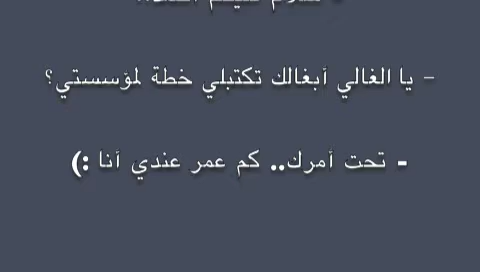 - يا الغالي أبغالك تكتبلي خطة لمؤسستي؟
- تحت أمرك.. كم عمر عندي أنا :)